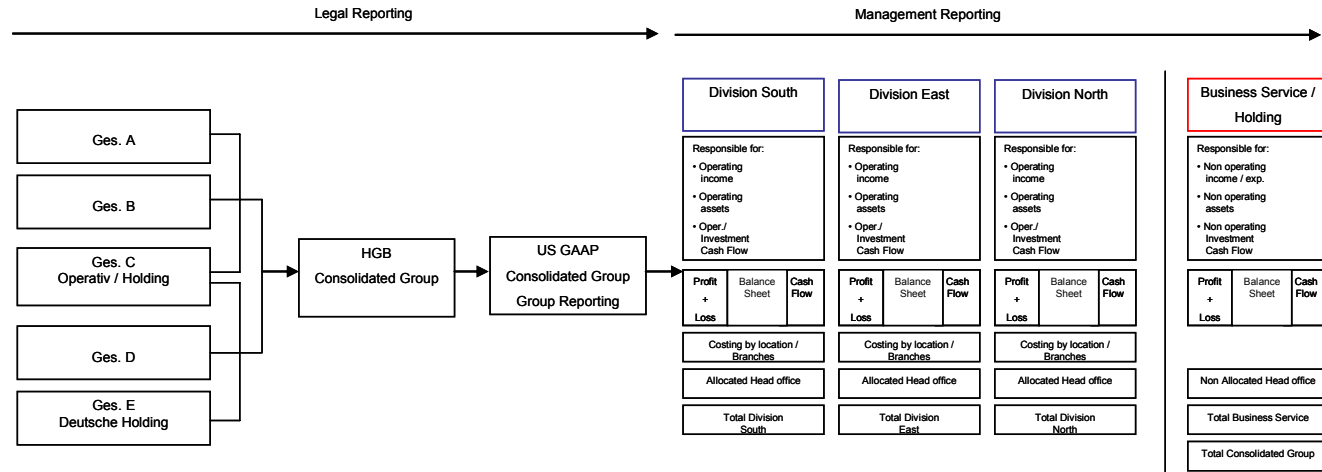 Legal Reporting
Management Reporting
Ges. A
Ges. B
Ges. C
Operativ / Holding
Ges. D
Ges. E
Deutsche Holding
HGB
Consolidated Group
US GAAP
Consolidated Group
Group Reporting
Division South
Responsible for:
• Operating
income
• Operating
assets
• Oper./
Investment
Cash Flow
Profit
+
Loss
Balance
Sheet
Cash
Flow
Costing by location /
Branches
Allocated Head office
Total Division
South
Division East
Responsible for:
• Operating
income
• Operating
assets
• Oper./
Investment
Cash Flow
Profit
+
Loss
Balance
Sheet
Cash
Flow
Costing by location /
Branches
Allocated Head office
Total Division
East
Division North
Responsible for:
• Operating
income
• Operating
assets
• Oper./
Investment
Cash Flow
Profit
+
Loss
Balance
Sheet
Cash
Flow
Costing by location /
Branches
Allocated Head office
Total Division
North
Business Service /
Holding
Responsible for:
• Non operating
income / exp.
• Non operating
assets
• Non operating
Investment
Cash Flow
Profit
+
Loss
Balance
Sheet
Cash
Flow
Non Allocated Head office
Total Business Service
Total Consolidated Group